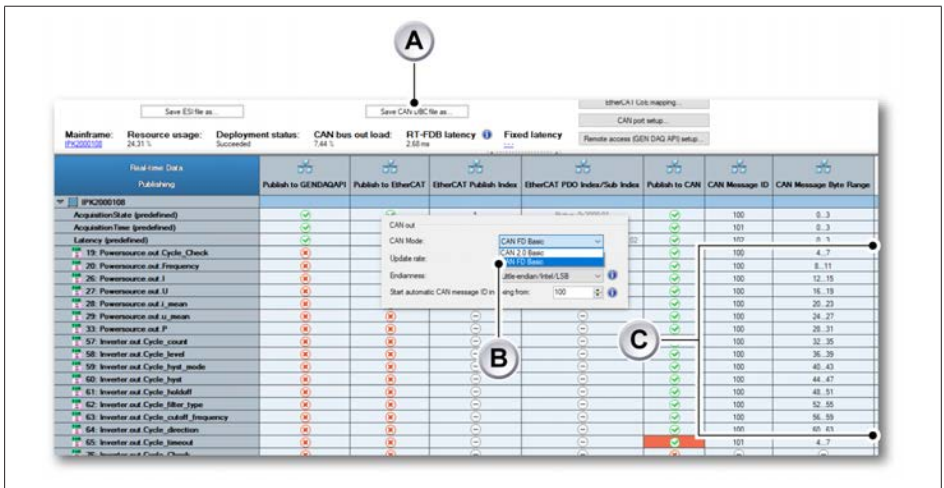 A
Save ESI file as...
Save CAN DBC file as...
EtherCAT CoE mapping...
CAN port setup...
Remote access (GEN DAQ API) setup...
Mainframe: Resource usage: Deployment status: CAN bus out load: RT-FDB latency Fixed latency
IPK2000108 24,31 % Succeeded 7,44 % 2,68 ms ...
Real-time Data Publishing Publish to GENDAQAPI Publish to EtherCAT EtherCAT Publish Index EtherCAT PDO Index/Sub Index Publish to CAN CAN Message ID CAN Message Byte Range
IPK2000108
AcquisitionState (predefined) 100 0...3
AcquisitionTime (predefined) 101 0...3
Latency (predefined) 102 0...3
19: Powersource.out.Cycle_Check 100 4...7
20: Powersource.out.Frequency 100 8...11
26: Powersource.out.I 100 12...15
27: Powersource.out.U 100 16...19
28: Powersource.out.i_mean 100 20...23
29: Powersource.out.u_mean 100 24...27
33: Powersource.out.P 100 28...31
57: Inverter.out.Cycle_count 100 32...35
58: Inverter.out.Cycle_level 100 36...39
59: Inverter.out.Cycle_hyst_mode 100 40...43
60: Inverter.out.Cycle_hyst 100 44...47
61: Inverter.out.Cycle_holdoff 100 48...51
62: Inverter.out.Cycle_filter_type 100 52...55
63: Inverter.out.Cycle_cutoff_frequency 100 56...59
64: Inverter.out.Cycle_direction 100 60...63
65: Inverter.out.Cycle_timeout 101 4...7
CAN out
CAN Mode: CAN FD Basic
CAN 2.0 Basic
CAN FD Basic
Update rate:
Endianness: Little-endian/Intel/LSB
Start automatic CAN message ID indexing from: 100
B
C